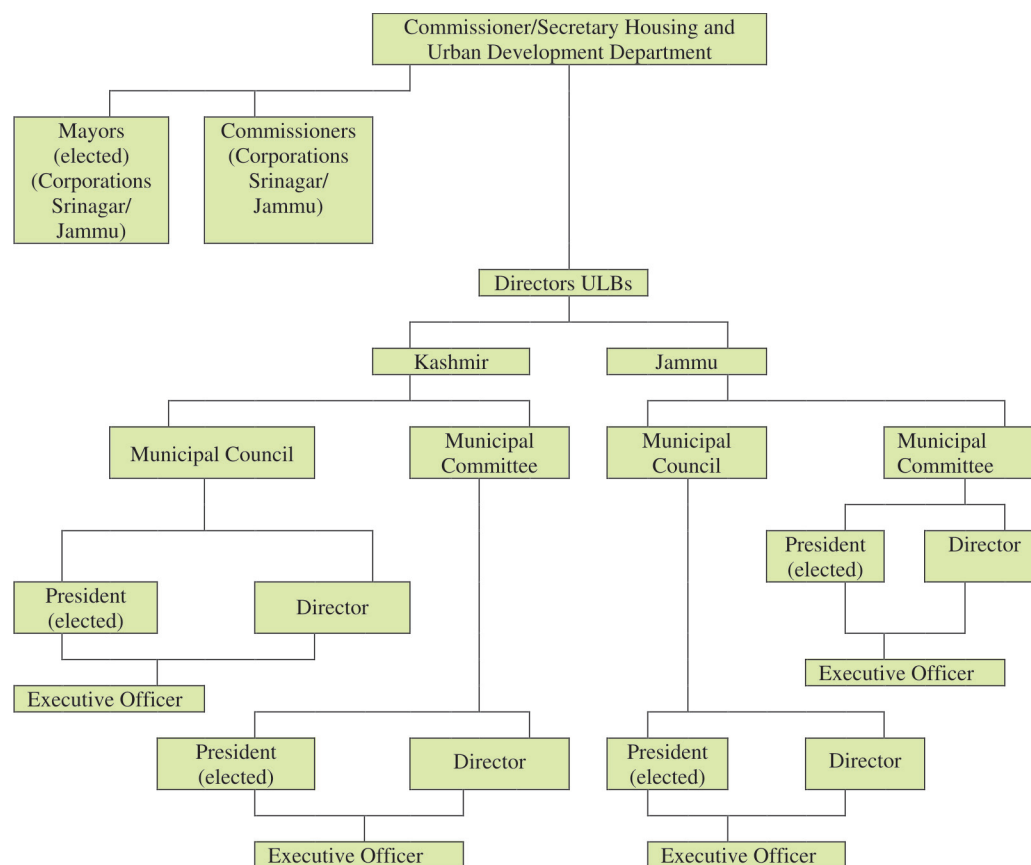 Commissioner/Secretary Housing and
Urban Development Department
Mayors
(elected)
(Corporations
Srinagar/
Jammu)
Commissioners
(Corporations
Srinagar/
Jammu)
Directors ULBs
Kashmir
Jammu
Municipal Council
Municipal
Committee
Municipal
Council
Municipal
Committee
President
(elected)
Director
President
(elected)
Director
Executive Officer
Executive Officer
President
(elected)
Director
President
(elected)
Director
Executive Officer
Executive Officer